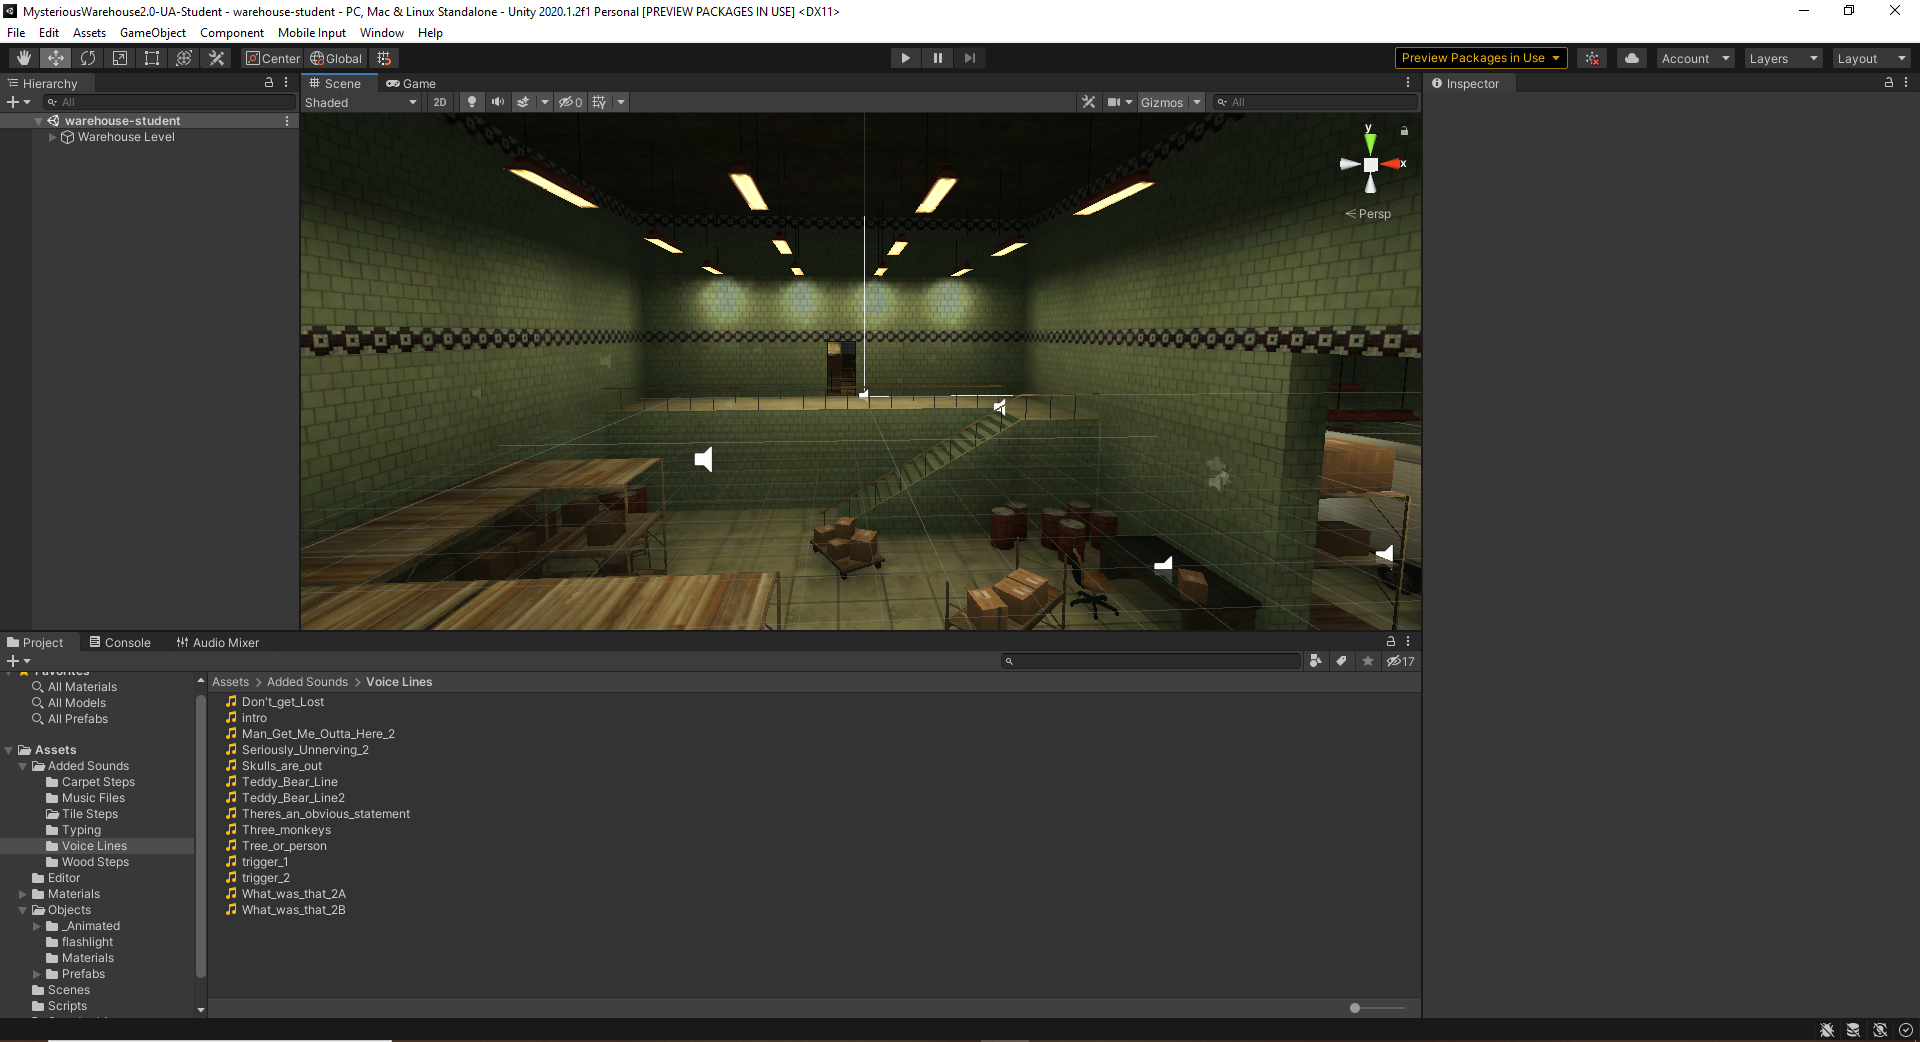 MysteriousWarehouse2.0-UA-Student - warehouse-student - PC, Mac & Linux Standalone - Unity 2020.1.2f1 Personal [PREVIEW PACKAGES IN USE] <DX11>
File Edit Assets GameObject Component Mobile Input Window Help
Center Global Preview Packages in Use Account Layers Layout
Hierarchy
All
warehouse-student
Warehouse Level
Scene Game
Shaded 2D 0 Gizmos All
y
x
Persp
Inspector
Project Console Audio Mixer
17
Favorites
All Materials
All Models
All Prefabs
Assets
Added Sounds
Carpet Steps
Music Files
Tile Steps
Typing
Voice Lines
Wood Steps
Editor
Materials
Objects
_Animated
flashlight
Materials
Prefabs
Scenes
Scripts
Assets > Added Sounds > Voice Lines
Don't_get_Lost
intro
Man_Get_Me_Outta_Here_2
Seriously_Unnerving_2
Skulls_are_out
Teddy_Bear_Line
Teddy_Bear_Line2
Theres_an_obvious_statement
Three_monkeys
Tree_or_person
trigger_1
trigger_2
What_was_that_2A
What_was_that_2B